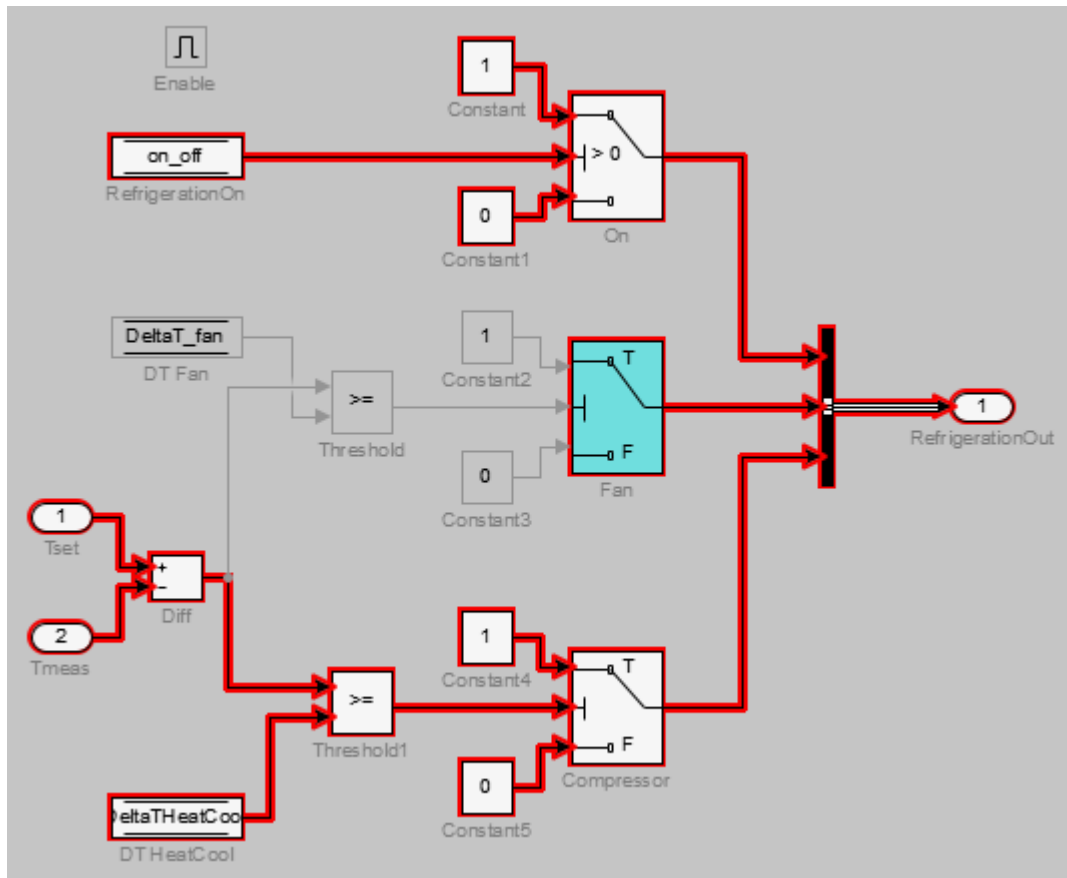 Enable
1
Constant
on_off
RefrigerationOn
> 0
0
Constant1
On
DeltaT_fan
DT Fan
1
Constant2
T
>=
Threshold
0
Constant3
F
Fan
1
RefrigerationOut
1
Tset
+
−
Diff
2
Tmeas
1
Constant4
T
>=
Threshold1
0
Constant5
F
Compressor
eltaTHeatCoo
DT HeatCool